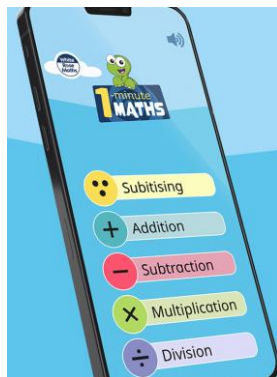 White
Rose
Maths
1-minute
MATHS
Subitising
+ Addition
− Subtraction
× Multiplication
÷ Division